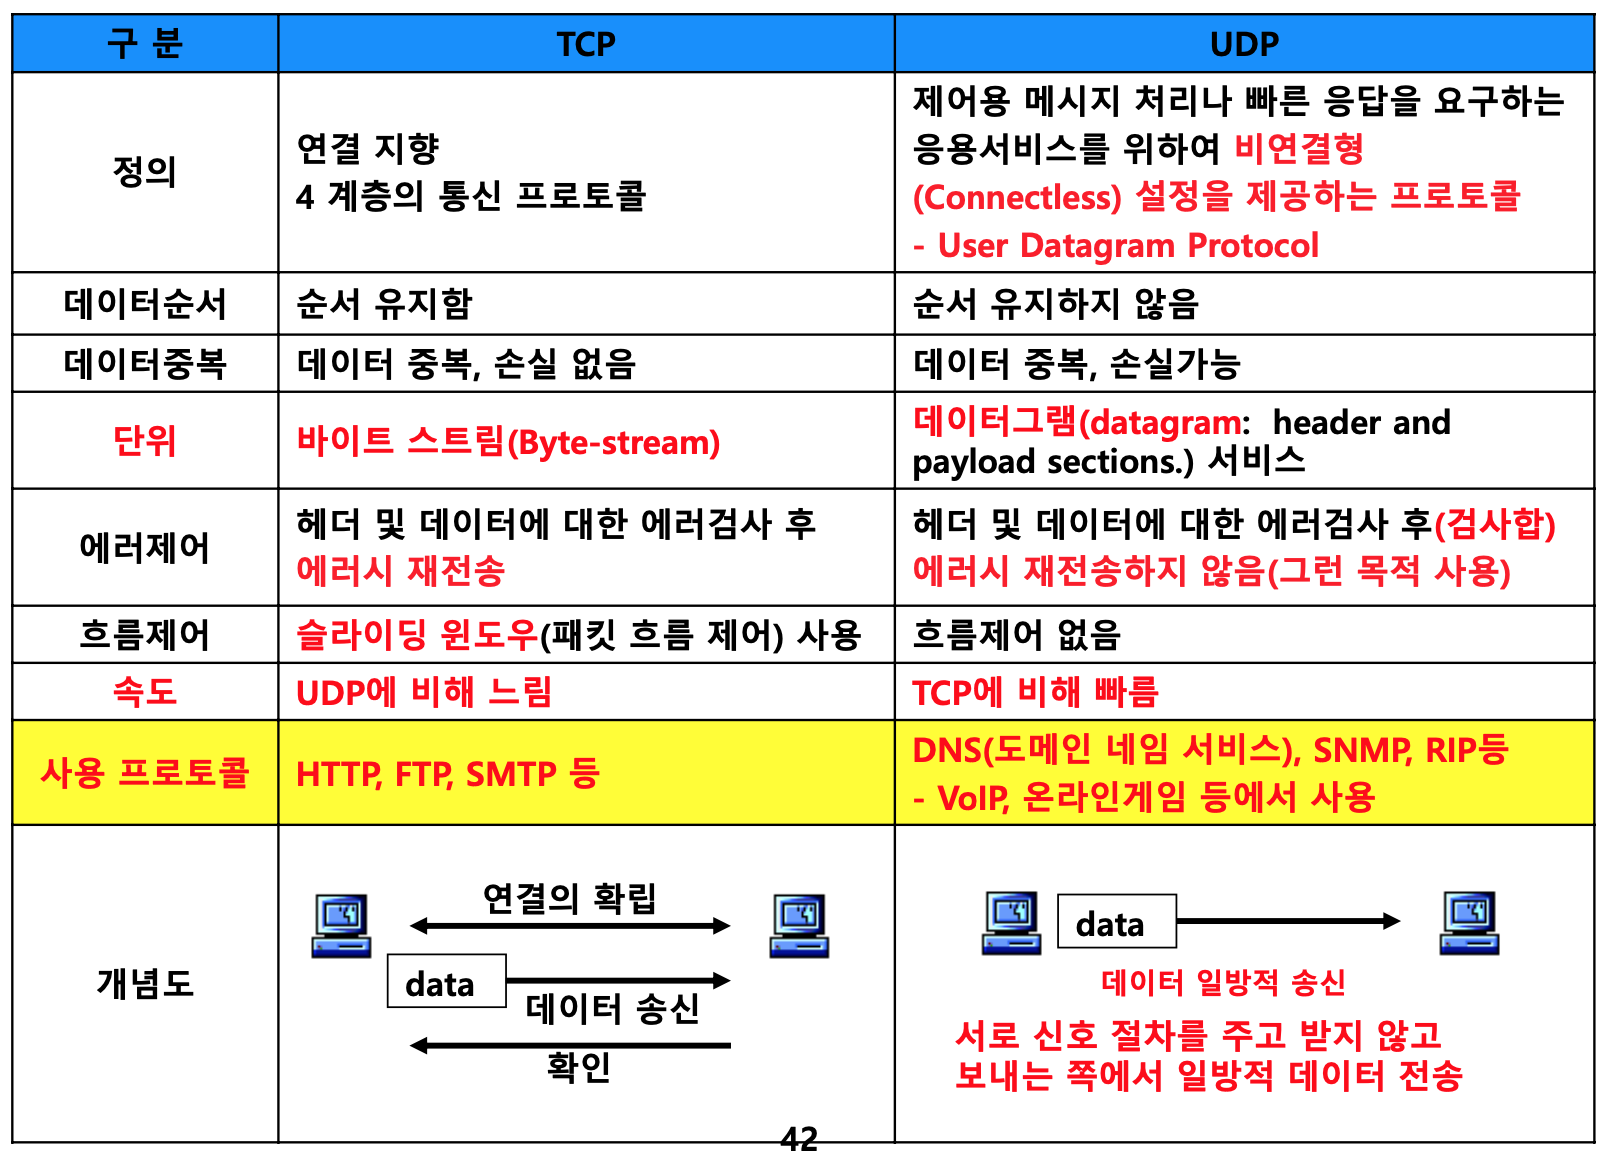 구 분
TCP
UDP
정의
연결 지향
4 계층의 통신 프로토콜
제어용 메시지 처리나 빠른 응답을 요구하는
응용서비스를 위하여 비연결형
(Connectless) 설정을 제공하는 프로토콜
- User Datagram Protocol
데이터순서
순서 유지함
순서 유지하지 않음
데이터중복
데이터 중복, 손실 없음
데이터 중복, 손실가능
단위
바이트 스트림(Byte-stream)
데이터그램(datagram: header and
payload sections.) 서비스
에러제어
헤더 및 데이터에 대한 에러검사 후
에러시 재전송
헤더 및 데이터에 대한 에러검사 후(검사합)
에러시 재전송하지 않음(그런 목적 사용)
흐름제어
슬라이딩 윈도우(패킷 흐름 제어) 사용
흐름제어 없음
속도
UDP에 비해 느림
TCP에 비해 빠름
사용 프로토콜
HTTP, FTP, SMTP 등
DNS(도메인 네임 서비스), SNMP, RIP등
- VoIP, 온라인게임 등에서 사용
개념도
연결의 확립
data
데이터 송신
확인
data
데이터 일방적 송신
서로 신호 절차를 주고 받지 않고
보내는 쪽에서 일방적 데이터 전송
42